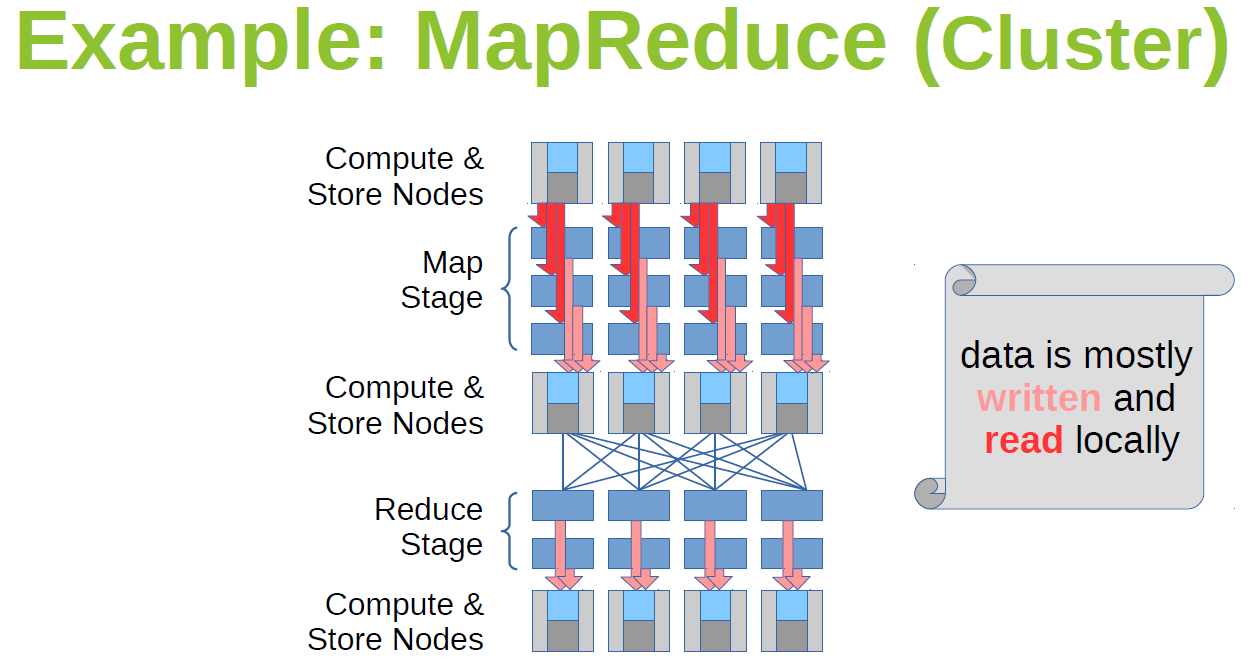 Example: MapReduce (Cluster)
Compute &
Store Nodes
Map
Stage
Compute &
Store Nodes
Reduce
Stage
Compute &
Store Nodes
data is mostly
written and
read locally